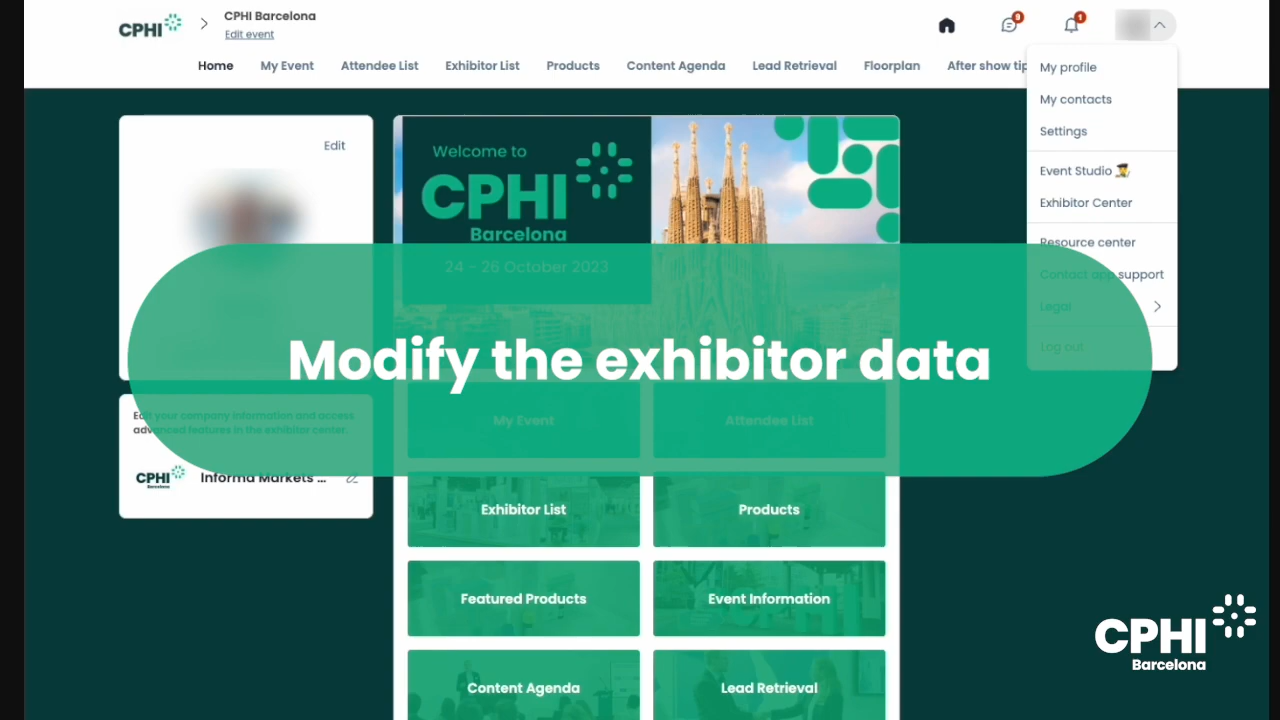 CPHI
CPHI Barcelona
Edit event
9
1
Home
My Event
Attendee List
Exhibitor List
Products
Content Agenda
Lead Retrieval
Floorplan
After show tip
My profile
My contacts
Settings
Event Studio
Exhibitor Center
Resource center
Contact app support
Legal
Log out
Edit
Welcome to
CPHI
Barcelona
24 - 26 October 2023
Modify the exhibitor data
Edit your company information and access
advanced features in the exhibitor center.
CPHI
Barcelona
Informa Markets ...
My Event
Attendee List
Exhibitor List
Products
Featured Products
Event Information
Content Agenda
Lead Retrieval
CPHI
Barcelona